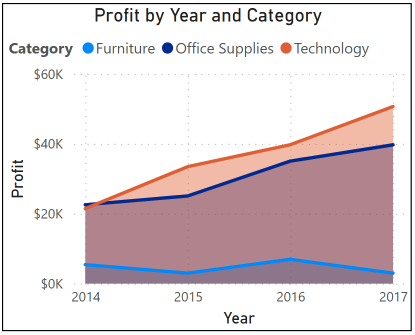 Profit by Year and Category
Category Furniture Office Supplies Technology
$60K
$40K
$20K
$0K
Profit
2014 2015 2016 2017
Year